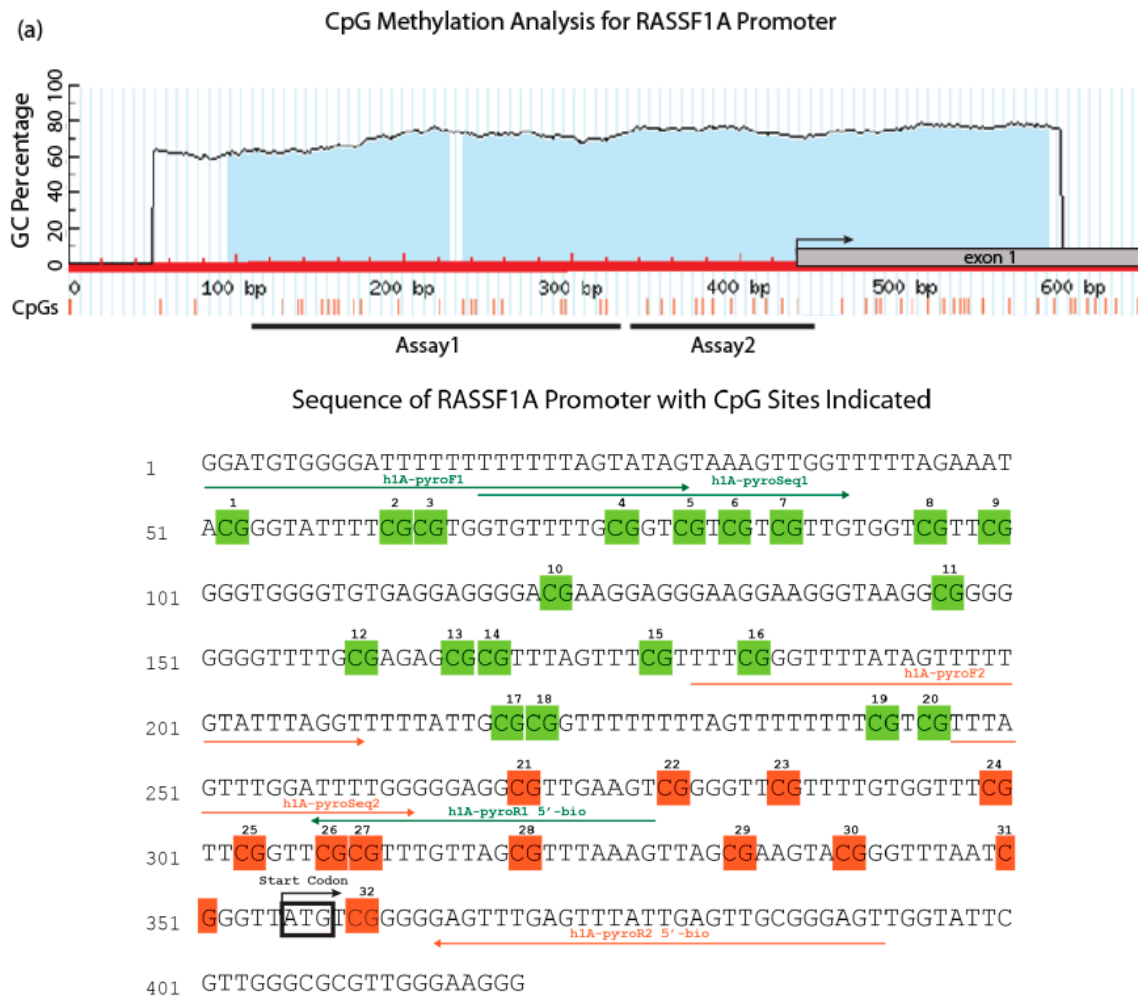 (a)
CpG Methylation Analysis for RASSF1A Promoter
GC Percentage
100
80
60
40
20
0
exon 1
0 100 bp 200 bp 300 bp 400 bp 500 bp 600 bp
CpGs
Assay1 Assay2
Sequence of RASSF1A Promoter with CpG Sites Indicated
1 GGATGTGGGGATTTTTTTTTTTTAGTATAGTAAAGTTGGTTTTTAGAAAT
h1A-pyroF1 h1A-pyroSeq1
1 2 3 4 5 6 7 8 9
51 ACGGGTATTTTCGCGTGGTGTTTTGCGGTCGTCGTCGTTGTGGTCGTTCG
10 11
101 GGGTGGGGTGTGAGGAGGGGACGAAGGAGGGAAGGAAGGGTAAGGCGGGG
12 13 14 15 16
151 GGGGTTTTGCGAGAGCGCGTTTAGTTTCGTTTTCGGGTTTTATAGTTTTT
h1A-pyroF2
17 18 19 20
201 GTATTTAGGTTTTTATTGCGCGGTTTTTTTTAGTTTTTTTTCGTCGTTTA
21 22 23 24
251 GTTTGGATTTTGGGGGAGGCGTTGAAGTCGGGGTTCGTTTTGTGGTTTCG
h1A-pyroSeq2 h1A-pyroR1 5'-bio
25 26 27 28 29 30 31
301 TTCGGTTCGCGTTTGTTAGCGTTTAAAGTTAGCGAAGTACGGGTTTAATC
Start Codon 32
351 GGGTTATGTCGGGGGAGTTTGAGTTTATTGAGTTGCGGGAGTTGGTATTC
h1A-pyroR2 5'-bio
401 GTTGGGCGCGTTGGGAAGGG